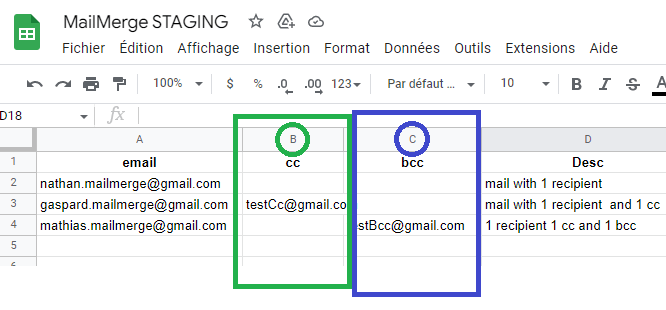 MailMerge STAGING
Fichier Édition Affichage Insertion Format Données Outils Extensions Aide
100% $ % .0 .00 123 Par défaut ... 10 B I S A
D18 fx
A B C D
1 email cc bcc Desc
2 nathan.mailmerge@gmail.com mail with 1 recipient
3 gaspard.mailmerge@gmail.com testCc@gmail.co mail with 1 recipient and 1 cc
4 mathias.mailmerge@gmail.com stBcc@gmail.com 1 recipient 1 cc and 1 bcc
5
6